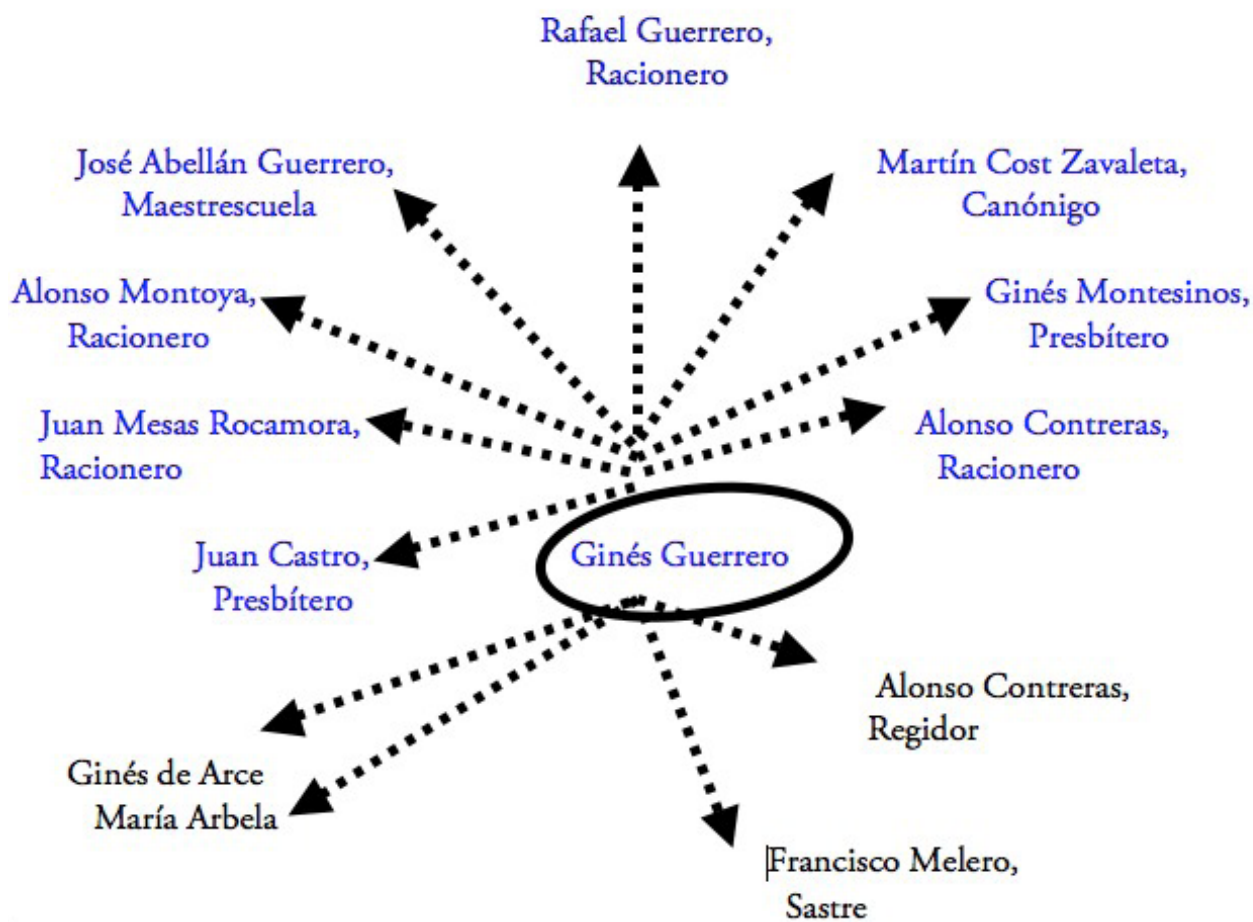 Rafael Guerrero,
Racionero
José Abellán Guerrero,
Maestrescuela
Martín Cost Zavaleta,
Canónigo
Alonso Montoya,
Racionero
Ginés Montesinos,
Presbítero
Juan Mesas Rocamora,
Racionero
Alonso Contreras,
Racionero
Juan Castro,
Presbítero
Ginés Guerrero
Alonso Contreras,
Regidor
Ginés de Arce
María Arbela
Francisco Melero,
Sastre